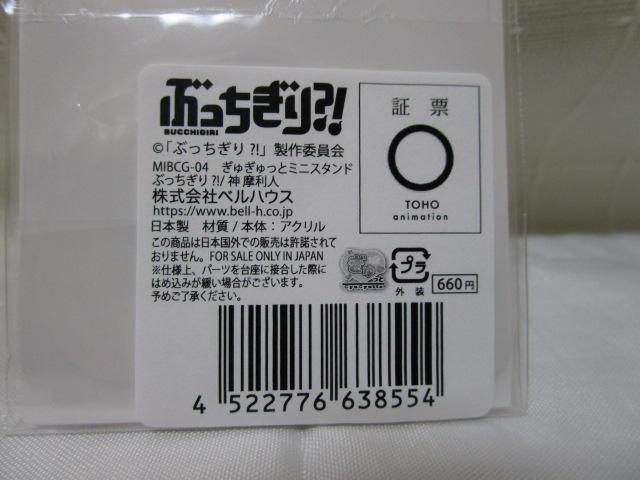 ぶっちぎり?!
BUCCHIGIRI
©「ぶっちぎり?!」製作委員会
MIBCG-04 ぎゅぎゅっとミニスタンド
ぶっちぎり?!/ 神 摩利人
株式会社ベルハウス
https://www.bell-h.co.jp
日本製 材質 / 本体：アクリル
この商品は日本国外での販売は許諾されて
おりません。FOR SALE ONLY IN JAPAN
※仕様上、パーツを台座に接合した際に
はめ込みが緩い場合がございます。
予めご了承ください。
証票
TOHO
animation
プラ
外装
660円
4 522776 638554